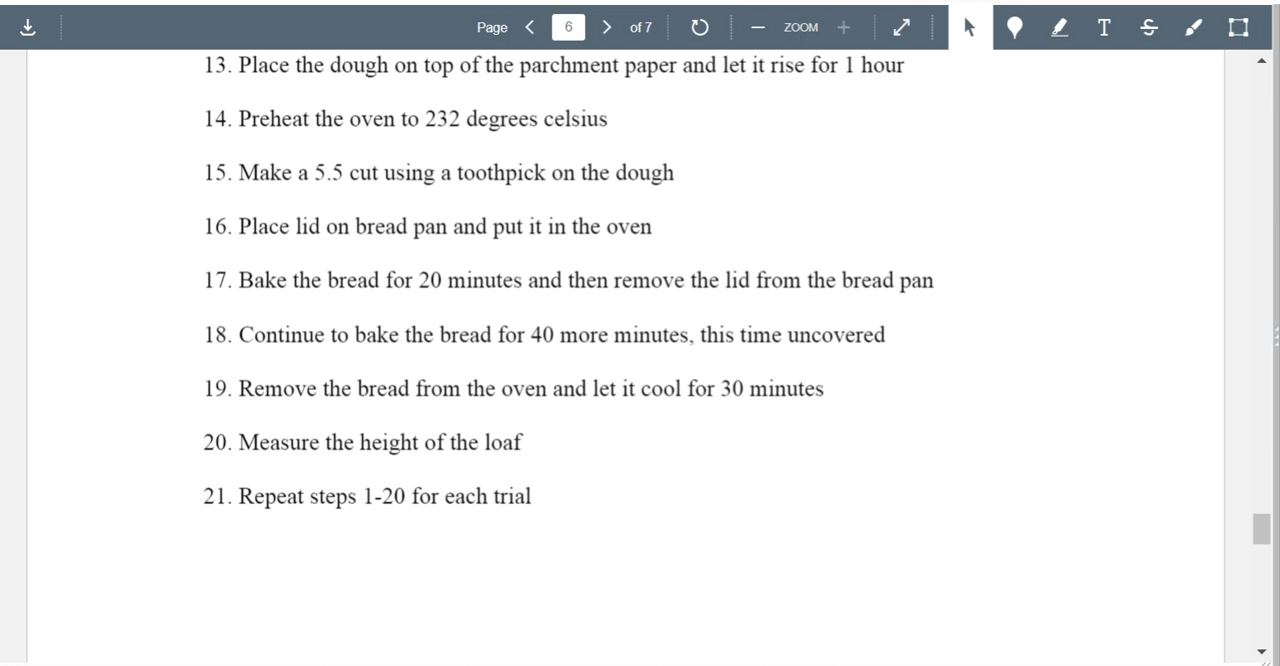 Page 6 of 7 ZOOM T S
13. Place the dough on top of the parchment paper and let it rise for 1 hour
14. Preheat the oven to 232 degrees celsius
15. Make a 5.5 cut using a toothpick on the dough
16. Place lid on bread pan and put it in the oven
17. Bake the bread for 20 minutes and then remove the lid from the bread pan
18. Continue to bake the bread for 40 more minutes, this time uncovered
19. Remove the bread from the oven and let it cool for 30 minutes
20. Measure the height of the loaf
21. Repeat steps 1-20 for each trial